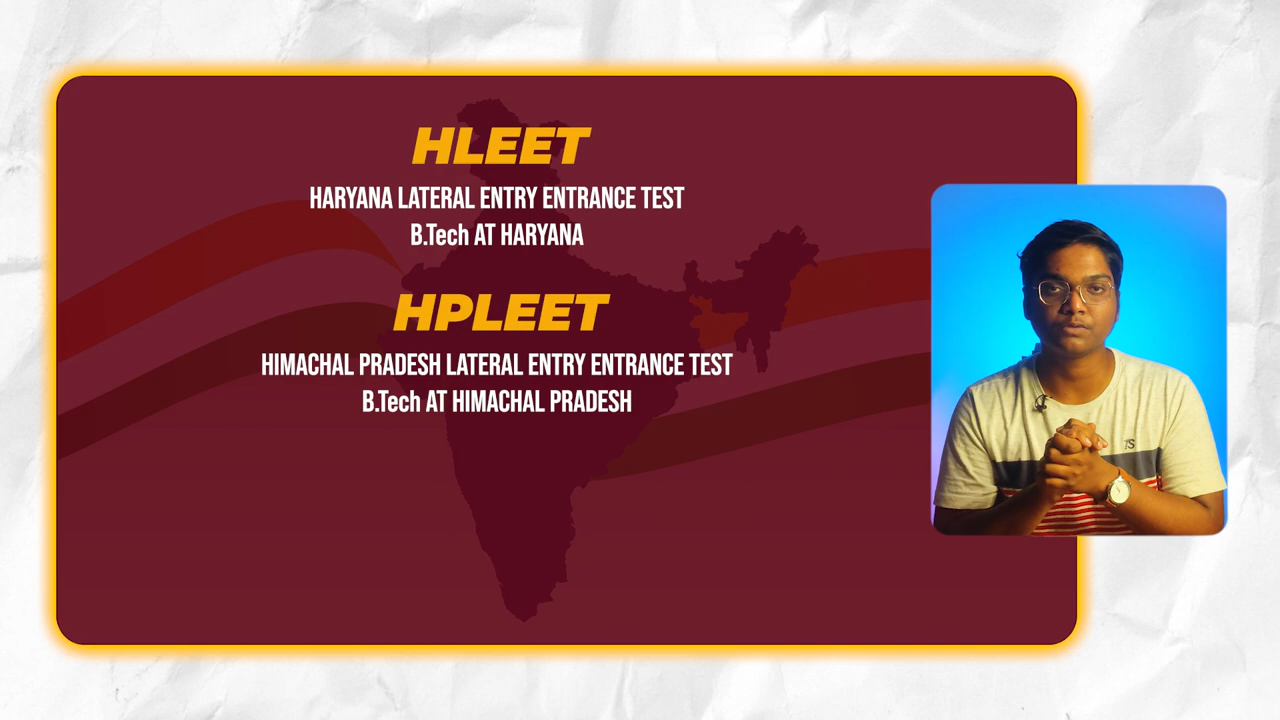 HLEET
HARYANA LATERAL ENTRY ENTRANCE TEST
B.Tech AT HARYANA
HPLEET
HIMACHAL PRADESH LATERAL ENTRY ENTRANCE TEST
B.Tech AT HIMACHAL PRADESH
TS